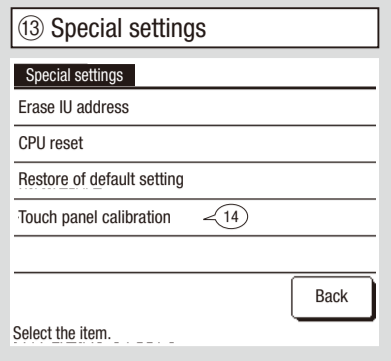 ⑬ Special settings
Special settings
Erase IU address
CPU reset
Restore of default setting
Touch panel calibration 14
Back
Select the item.